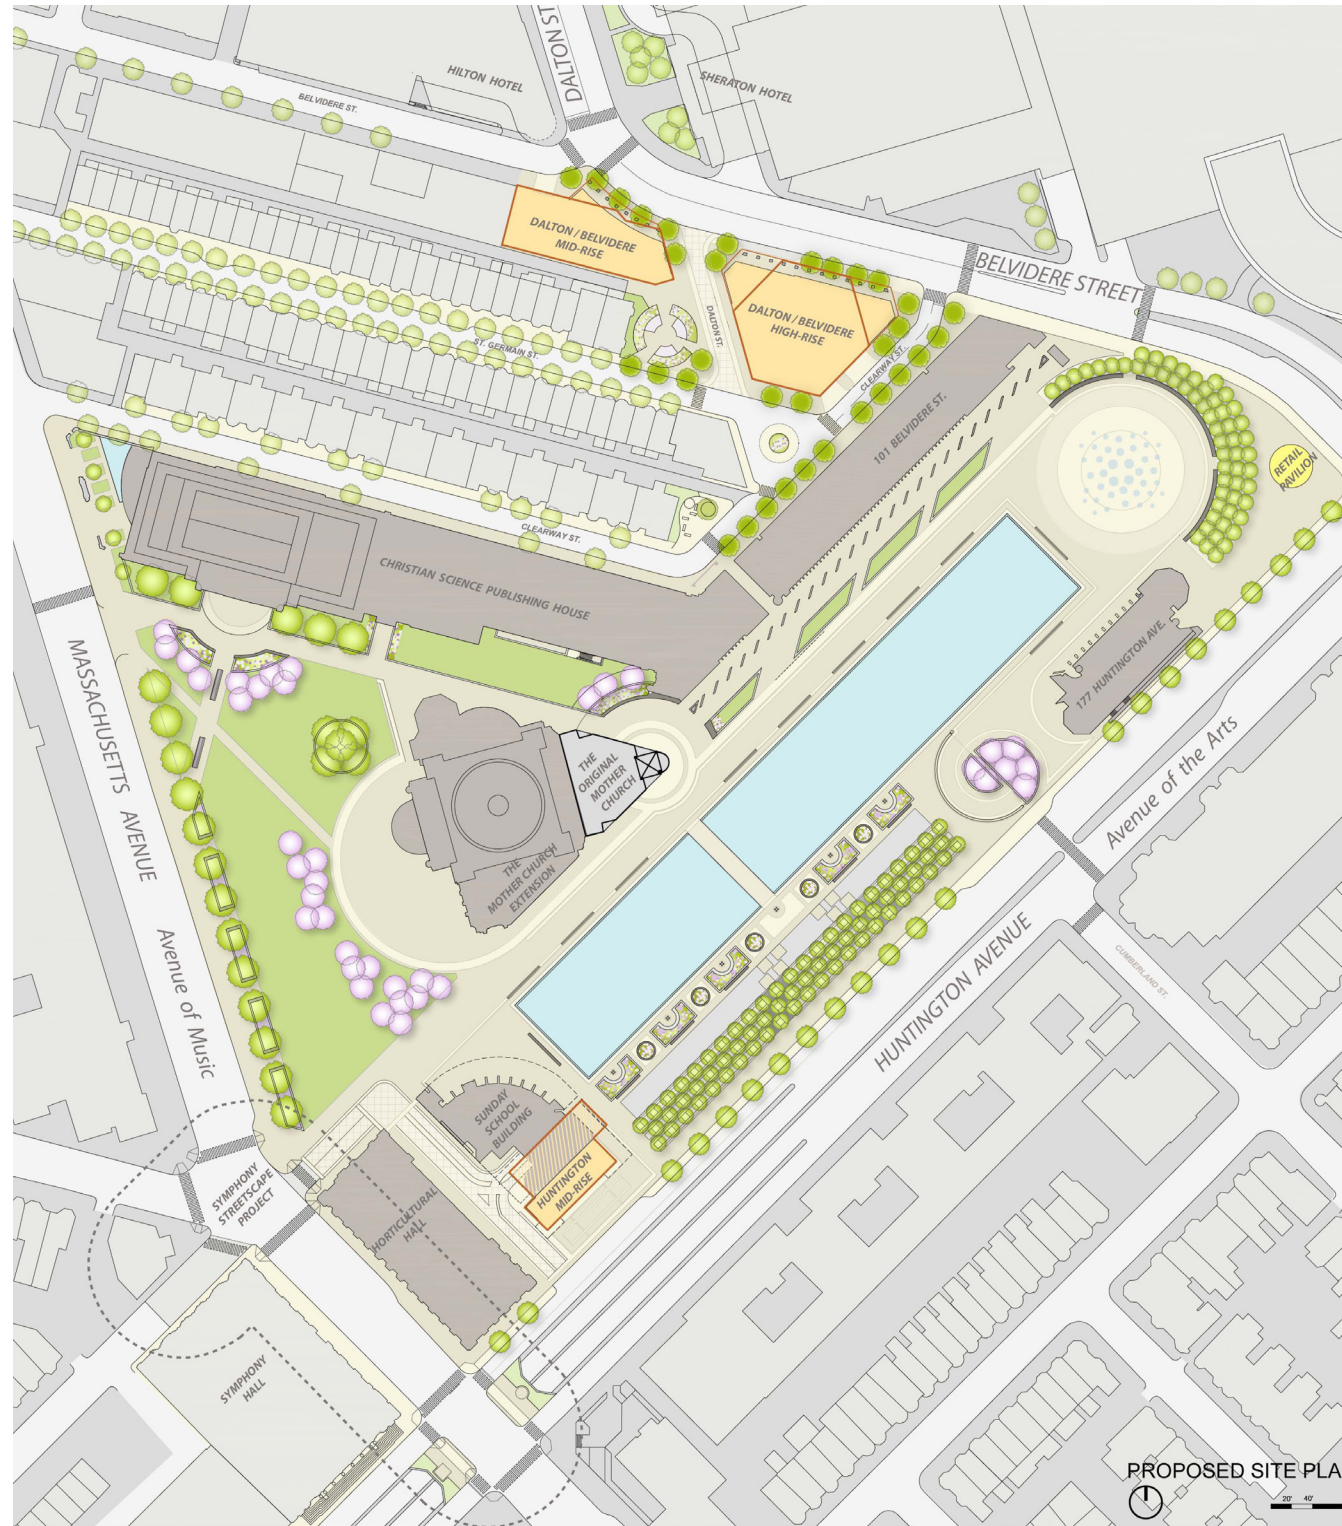 DALTON ST.
HILTON HOTEL
SHERATON HOTEL
BELVIDERE ST.
DALTON / BELVIDERE
MID-RISE
BELVIDERE STREET
DALTON / BELVIDERE
HIGH-RISE
DALTON ST.
ST. GERMAIN ST.
CLEARWAY ST.
101 BELVIDERE ST.
RETAIL
PAVILION
CLEARWAY ST.
CHRISTIAN SCIENCE PUBLISHING HOUSE
177 HUNTINGTON AVE.
MASSACHUSETTS AVENUE
Avenue of the Arts
THE
ORIGINAL
MOTHER
CHURCH
THE
MOTHER CHURCH
EXTENSION
Avenue of Music
HUNTINGTON AVENUE
CUMBERLAND ST.
SUNDAY
SCHOOL
BUILDING
HUNTINGTON
MID-RISE
SYMPHONY
STREETSCAPE
PROJECT
HORTICULTURAL
HALL
SYMPHONY
HALL
PROPOSED SITE PLA
20' 40'